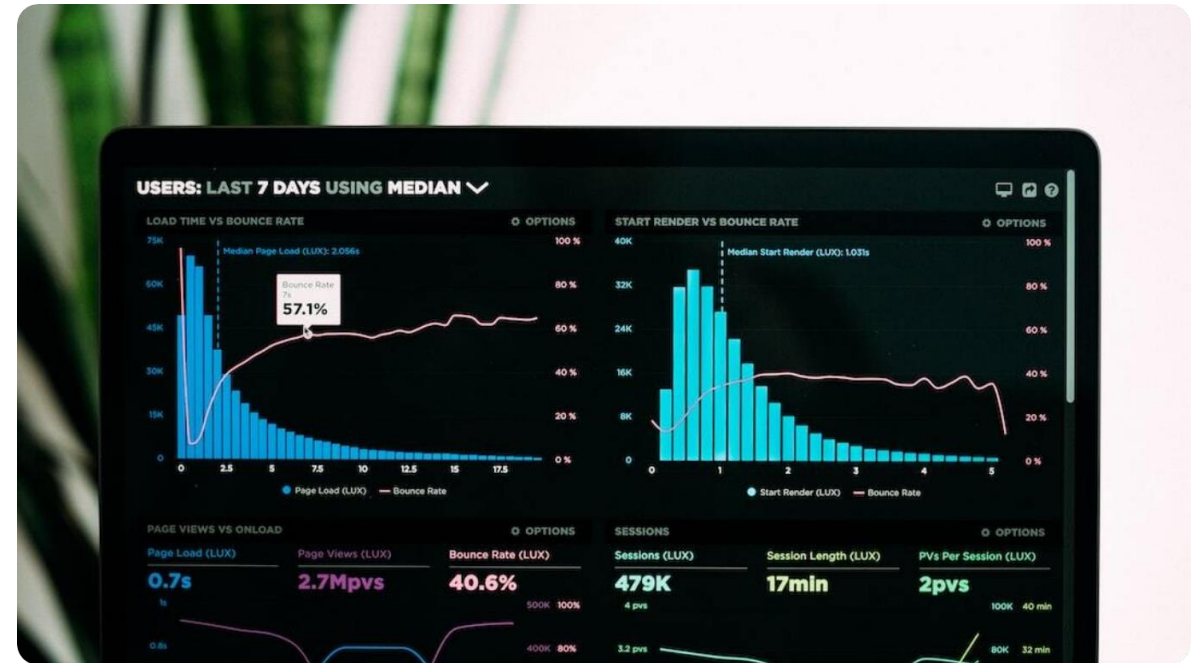 USERS: LAST 7 DAYS USING MEDIAN
LOAD TIME VS BOUNCE RATE
OPTIONS
75K
100 %
Median Page Load (LUX): 2.056s
60K
80 %
Bounce Rate
7s
57.1%
45K
60 %
30K
40 %
15K
20 %
0
0 %
0 2.5 5 7.5 10 12.5 15 17.5
Page Load (LUX) Bounce Rate
START RENDER VS BOUNCE RATE
OPTIONS
40K
100 %
Median Start Render (LUX): 1.031s
32K
80 %
24K
60 %
16K
40 %
8K
20 %
0
0 %
0 1 2 3 4 5
Start Render (LUX) Bounce Rate
PAGE VIEWS VS ONLOAD
OPTIONS
Page Load (LUX) Page Views (LUX) Bounce Rate (LUX)
0.7s 2.7Mpvs 40.6%
1s 500K 100%
0.8s 400K 80%
SESSIONS
OPTIONS
Sessions (LUX) Session Length (LUX) PVs Per Session (LUX)
479K 17min 2pvs
4 pvs 100K 40 min
3.2 pvs 80K 32 min